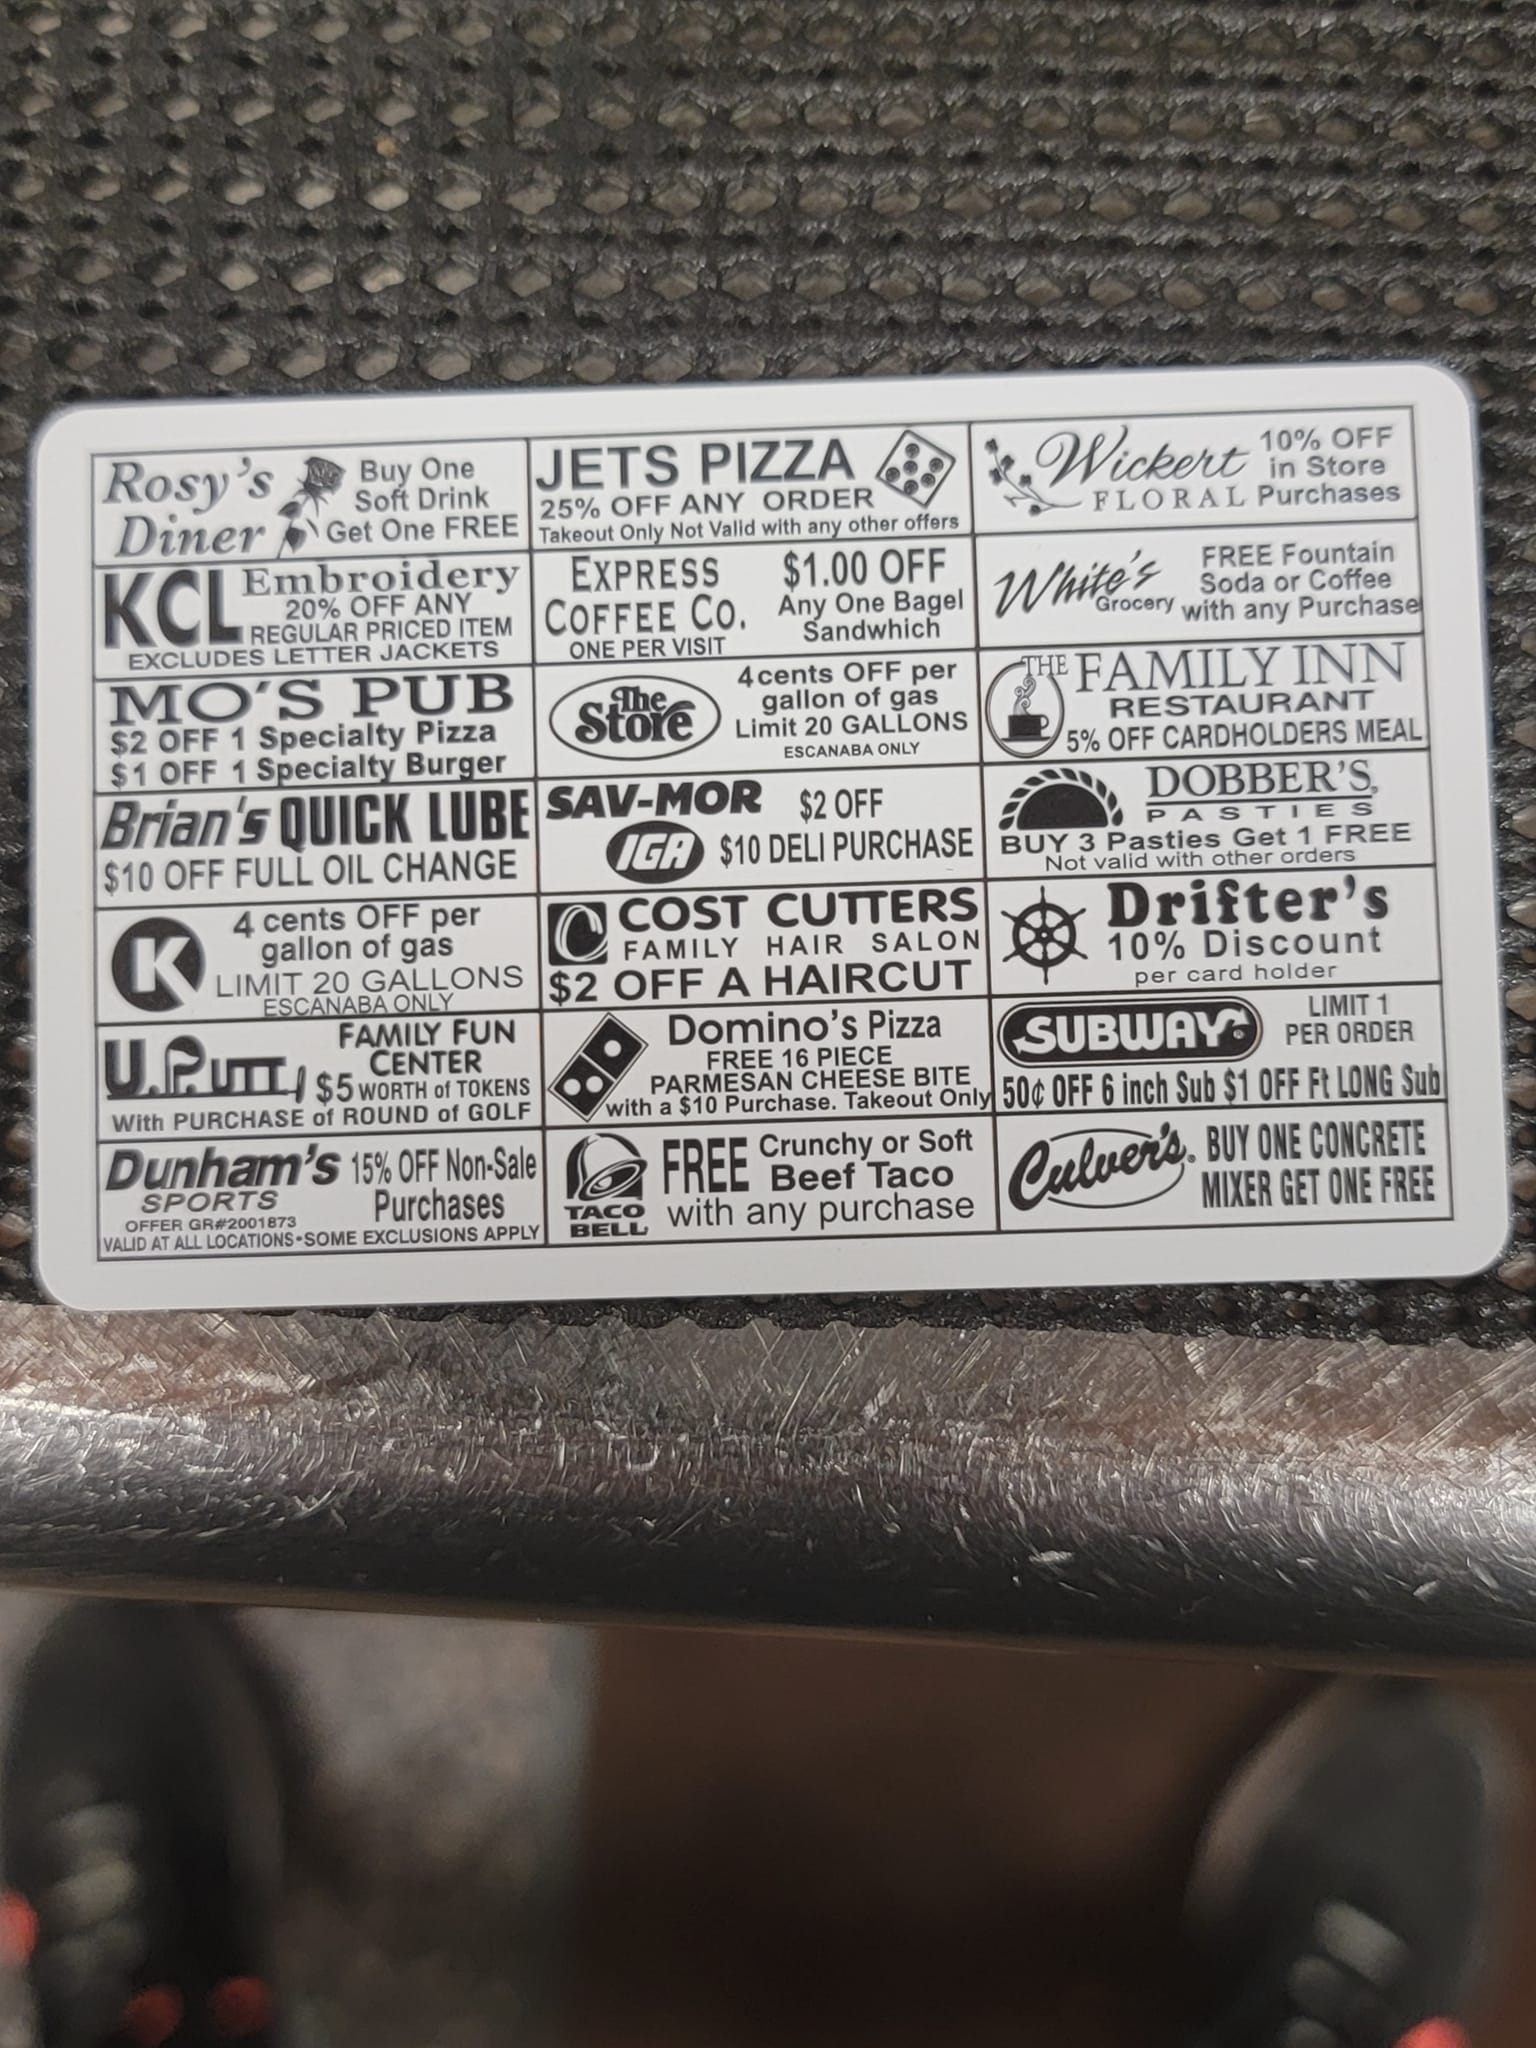 Rosy's
Diner
Buy One
Soft Drink
Get One FREE
JETS PIZZA
25% OFF ANY ORDER
Takeout Only Not Valid with any other offers
Wickert
FLORAL
10% OFF
in Store
Purchases
KCL Embroidery
20% OFF ANY
REGULAR PRICED ITEM
EXCLUDES LETTER JACKETS
EXPRESS
COFFEE CO.
ONE PER VISIT
$1.00 OFF
Any One Bagel
Sandwhich
White's
Grocery
FREE Fountain
Soda or Coffee
with any Purchase
MO'S PUB
$2 OFF 1 Specialty Pizza
$1 OFF 1 Specialty Burger
The
Store
4cents OFF per
gallon of gas
Limit 20 GALLONS
ESCANABA ONLY
THE FAMILY INN
RESTAURANT
5% OFF CARDHOLDERS MEAL
Brian's QUICK LUBE
$10 OFF FULL OIL CHANGE
SAV-MOR
IGA
$2 OFF
$10 DELI PURCHASE
DOBBER'S
PASTIES
BUY 3 Pasties Get 1 FREE
Not valid with other orders
K
4 cents OFF per
gallon of gas
LIMIT 20 GALLONS
ESCANABA ONLY
COST CUTTERS
FAMILY HAIR SALON
$2 OFF A HAIRCUT
Drifter's
10% Discount
per card holder
U.P. PUTT
FAMILY FUN
CENTER
$5 WORTH of TOKENS
With PURCHASE of ROUND of GOLF
Domino's Pizza
FREE 16 PIECE
PARMESAN CHEESE BITE
with a $10 Purchase. Takeout Only
SUBWAY
LIMIT 1
PER ORDER
50¢ OFF 6 inch Sub $1 OFF Ft LONG Sub
Dunham's
SPORTS
15% OFF Non-Sale
Purchases
OFFER GR#2001873
VALID AT ALL LOCATIONS•SOME EXCLUSIONS APPLY
TACO
BELL
FREE Crunchy or Soft
Beef Taco
with any purchase
Culver's.
BUY ONE CONCRETE
MIXER GET ONE FREE